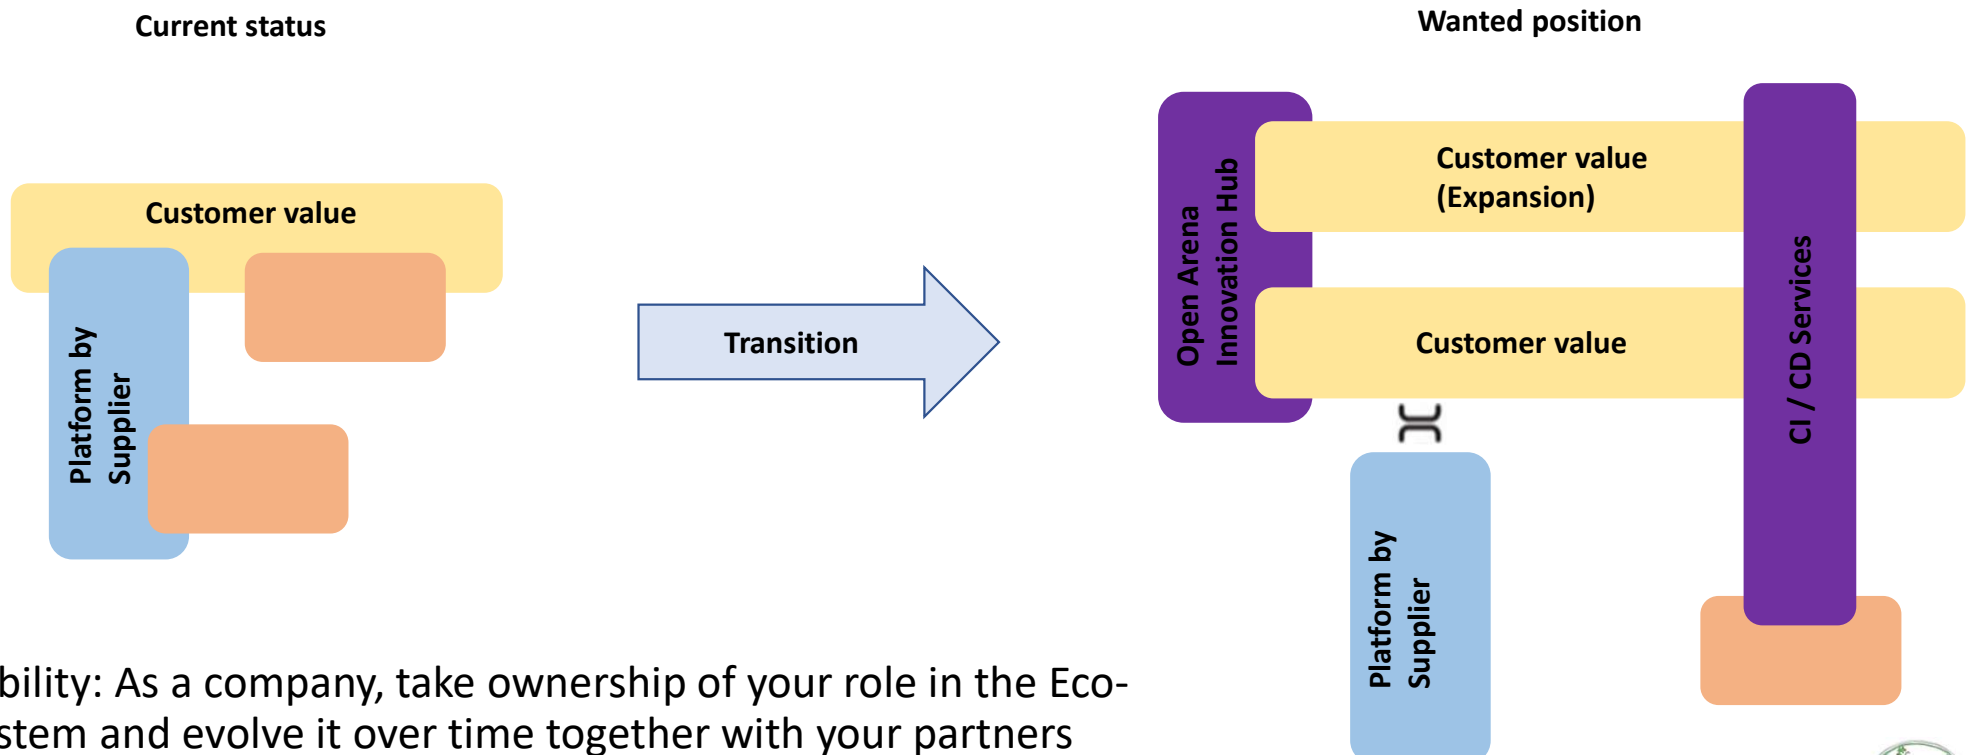 Current status
Wanted position
Customer value
Platform by
Supplier
Transition
Open Arena
Innovation Hub
Customer value
(Expansion)
Customer value
CI / CD Services
Platform by
Supplier
bility: As a company, take ownership of your role in the Eco-
stem and evolve it over time together with your partners